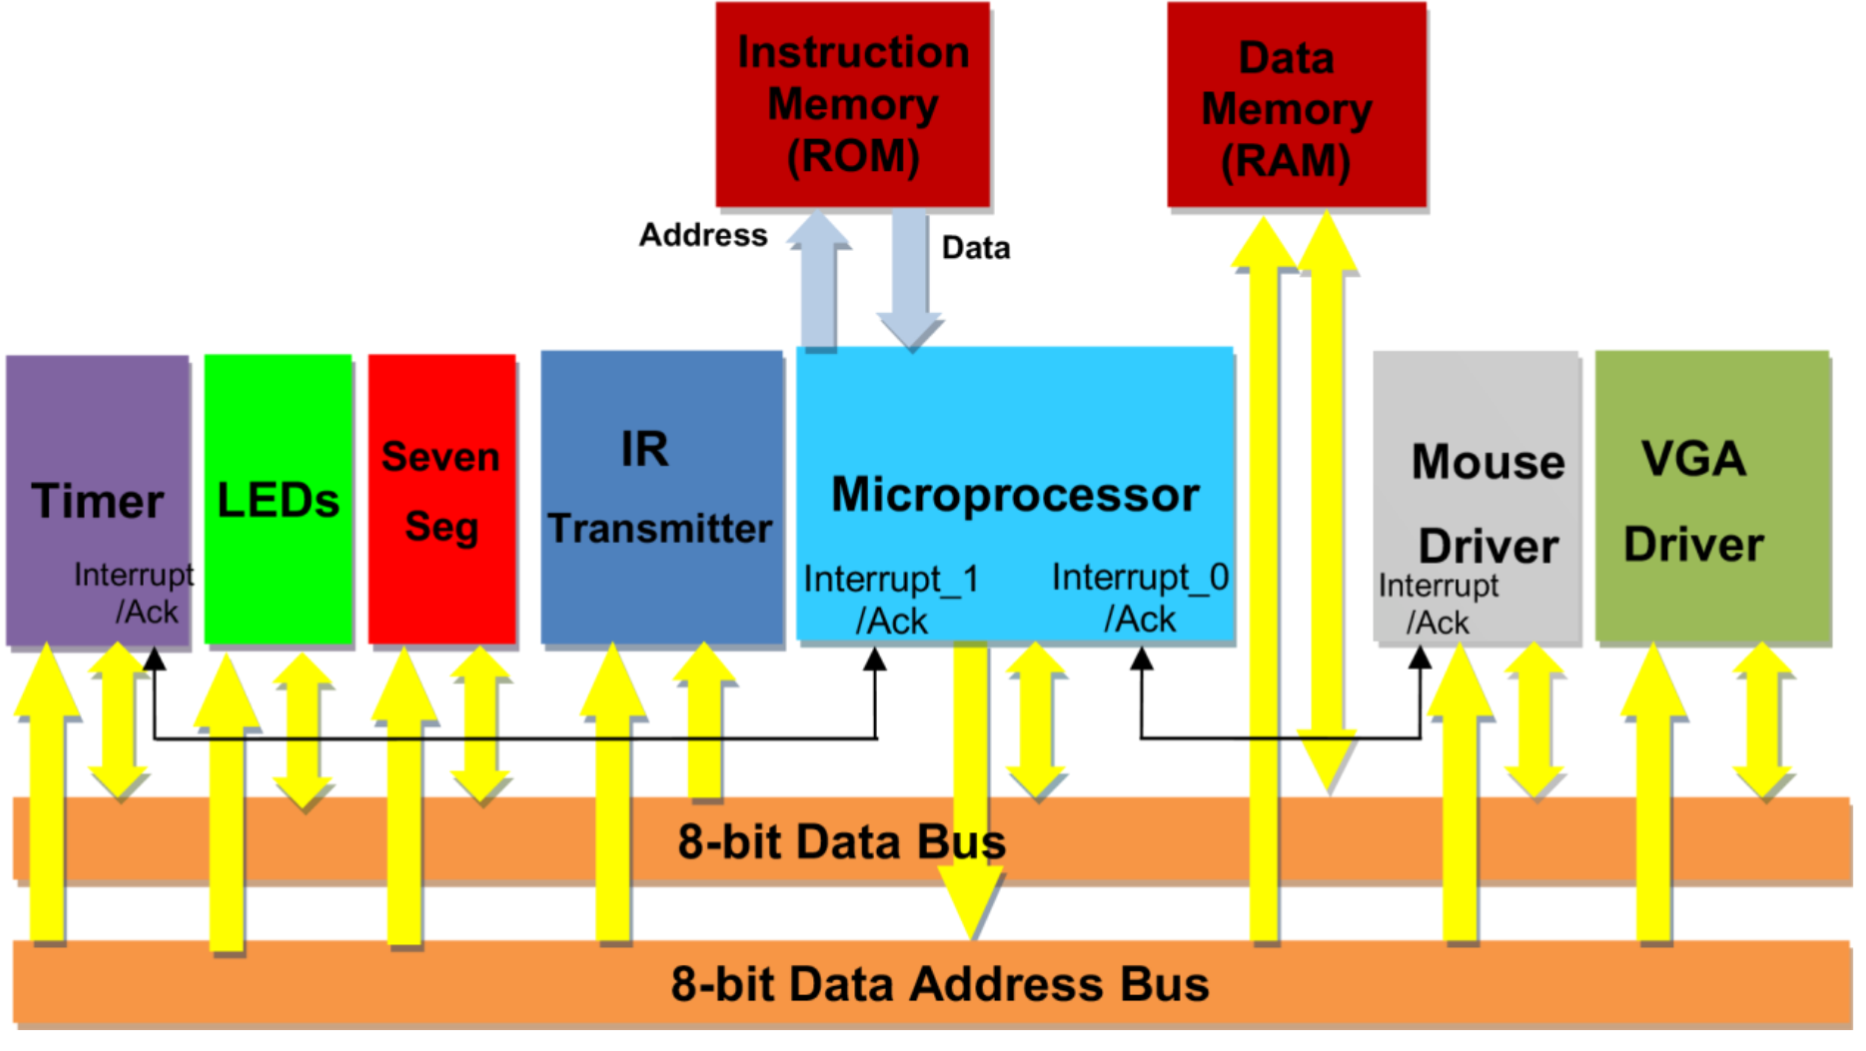 Instruction
Memory
(ROM)
Data
Memory
(RAM)
Address
Data
Timer
Interrupt
/Ack
LEDs
Seven
Seg
IR
Transmitter
Microprocessor
Interrupt_1
/Ack
Interrupt_0
/Ack
Mouse
Driver
Interrupt
/Ack
VGA
Driver
8-bit Data Bus
8-bit Data Address Bus